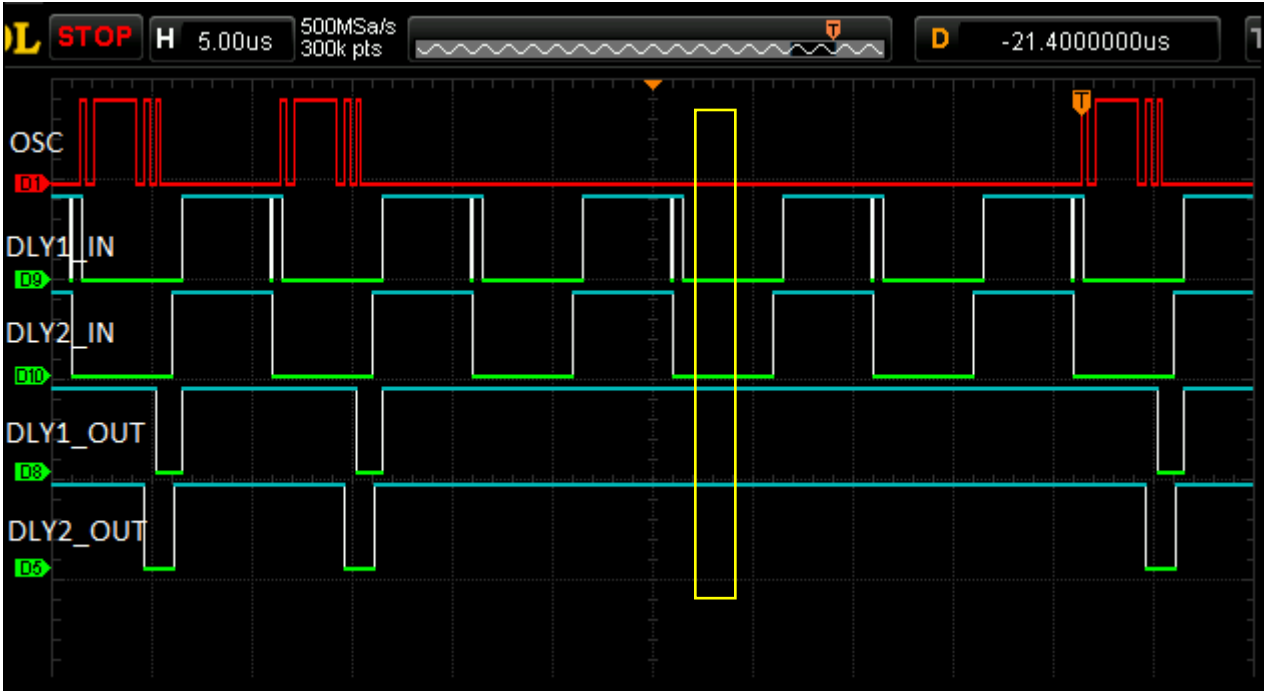 STOP H 5.00us 500MSa/s 300k pts T D -21.4000000us
T
OSC
D1
DLY1_IN
D9
DLY2_IN
D10
DLY1_OUT
D8
DLY2_OUT
D5